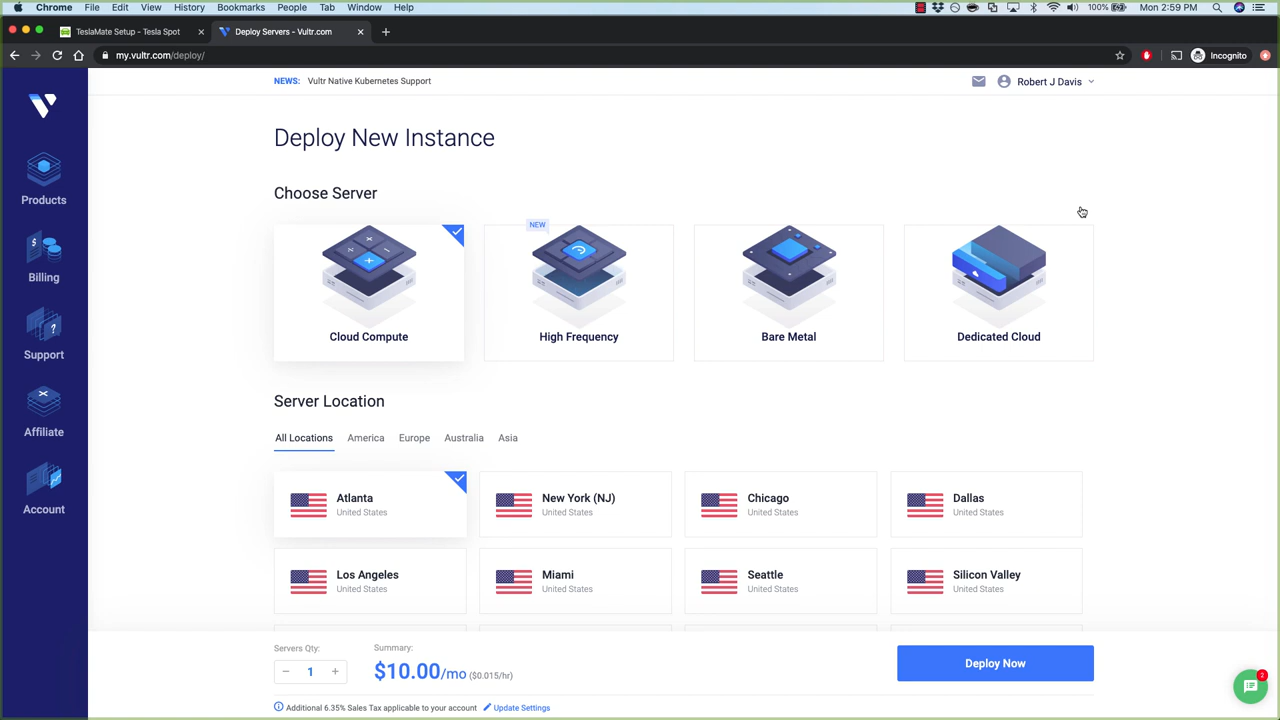 Chrome File Edit View History Bookmarks People Tab Window Help 100% Mon 2:59 PM
TeslaMate Setup - Tesla Spot Deploy Servers - Vultr.com
my.vultr.com/deploy/ Incognito
NEWS: Vultr Native Kubernetes Support Robert J Davis
Deploy New Instance
Choose Server
NEW
Cloud Compute High Frequency Bare Metal Dedicated Cloud
Products
Billing
Support
Affiliate
Account
Server Location
All Locations America Europe Australia Asia
Atlanta New York (NJ) Chicago Dallas
United States United States United States United States
Los Angeles Miami Seattle Silicon Valley
United States United States United States United States
Servers Qty: Summary:
− 1 + $10.00/mo ($0.015/hr) Deploy Now
2
Additional 6.35% Sales Tax applicable to your account Update Settings